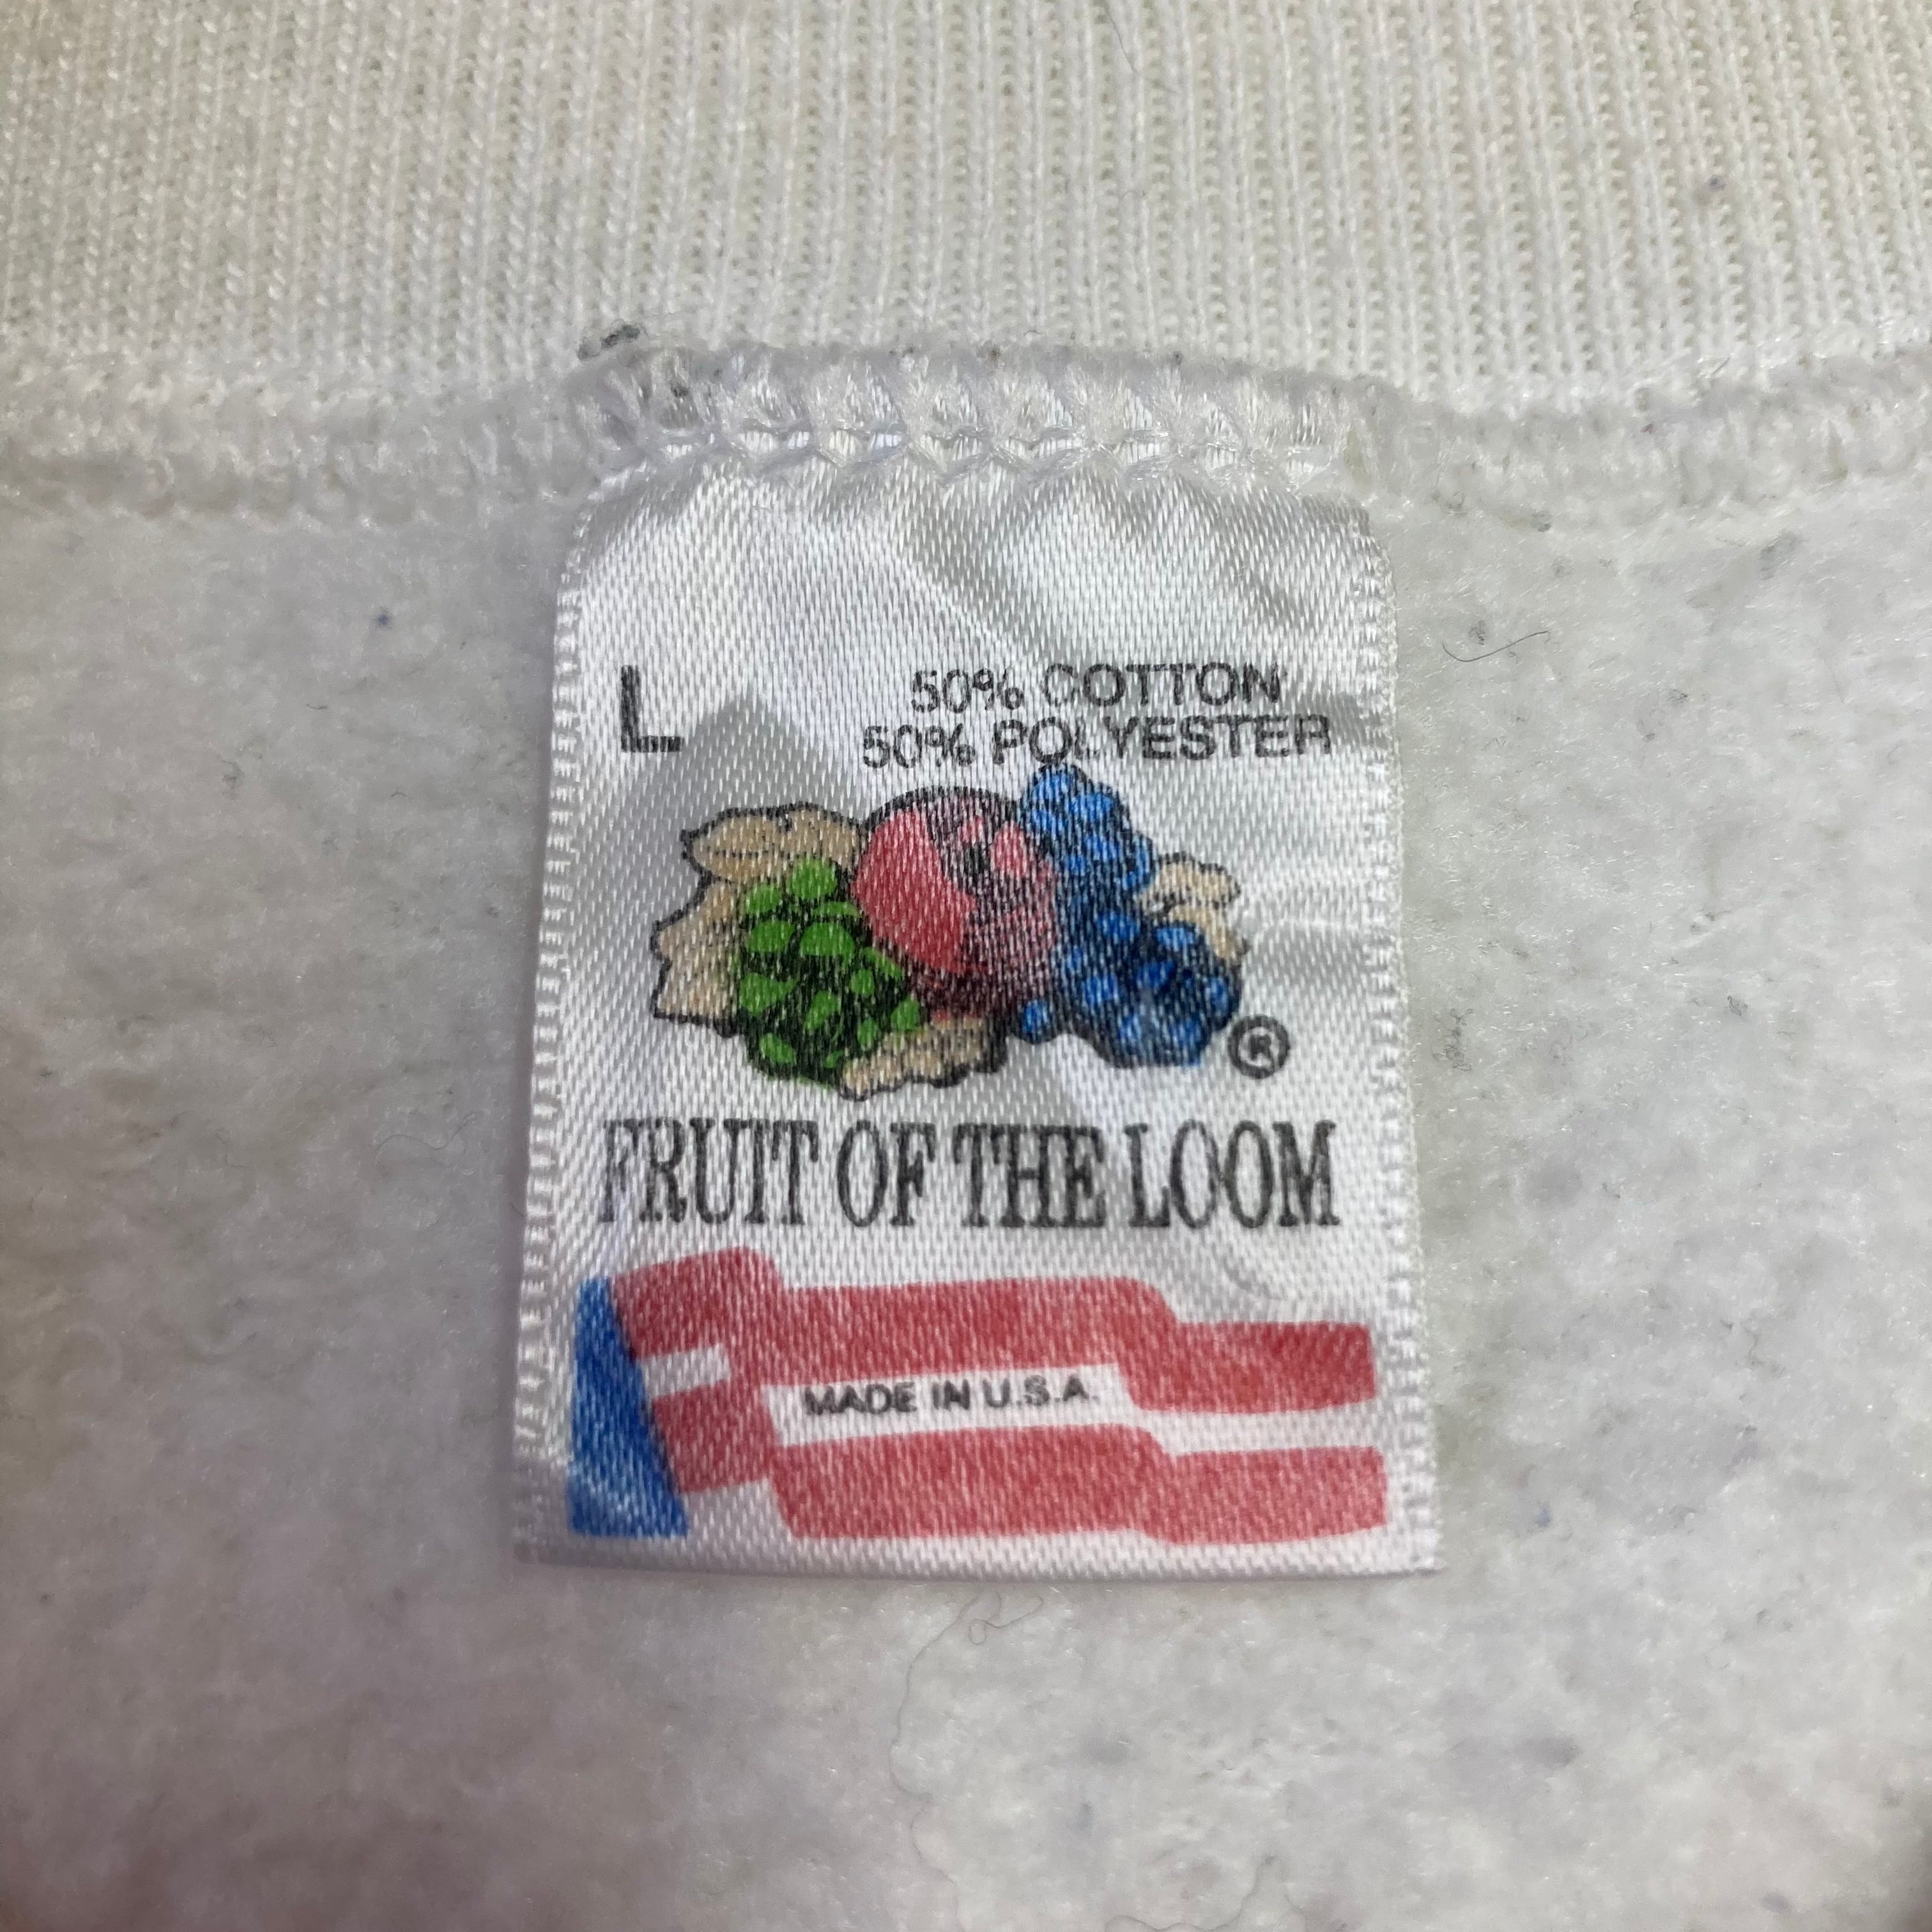 L
50% COTTON
50% POLYESTER
®
FRUIT OF THE LOOM
MADE IN U.S.A.